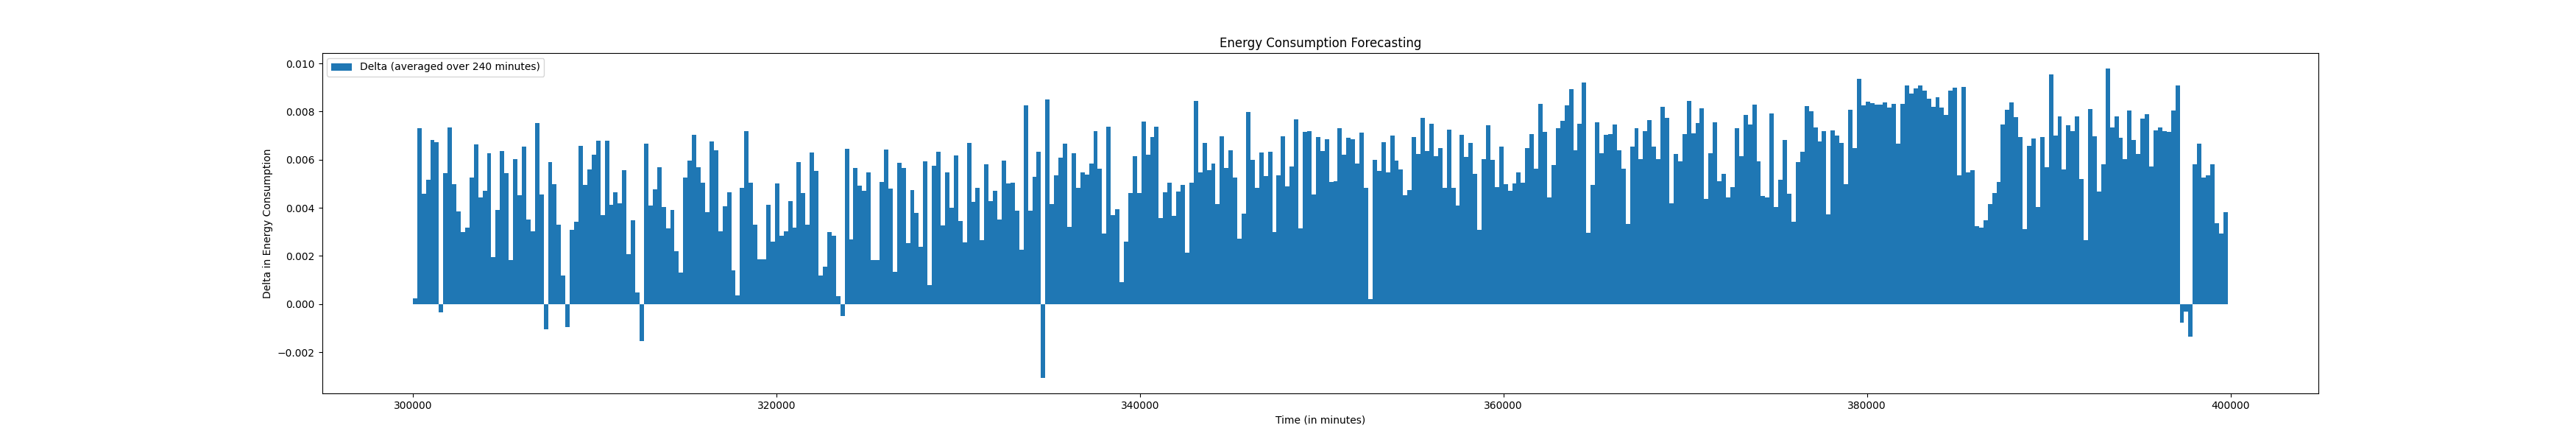 Energy Consumption Forecasting
Delta (averaged over 240 minutes)
0.010
0.008
0.006
0.004
0.002
0.000
−0.002
Delta in Energy Consumption
300000 320000 340000 360000 380000 400000
Time (in minutes)